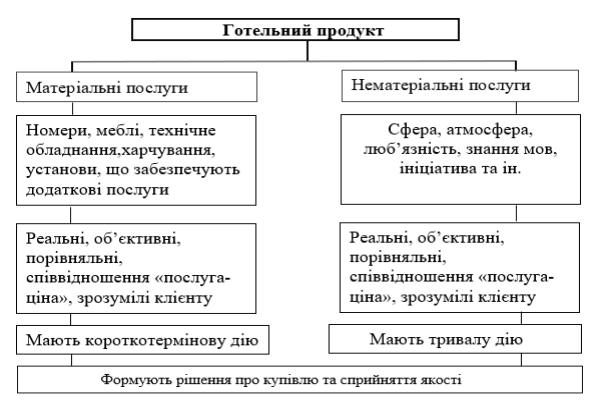 Готельний продукт
Матеріальні послуги
Нематеріальні послуги
Номери, меблі, технічне
обладнання,харчування,
установи, що забезпечують
додаткові послуги
Сфера, атмосфера,
люб’язність, знання мов,
ініціатива та ін.
Реальні, об’єктивні,
порівняльні,
співвідношення «послуга-
ціна», зрозумілі клієнту
Реальні, об’єктивні,
порівняльні,
співвідношення «послуга-
ціна», зрозумілі клієнту
Мають короткотермінову дію
Мають тривалу дію
Формують рішення про купівлю та сприйняття якості